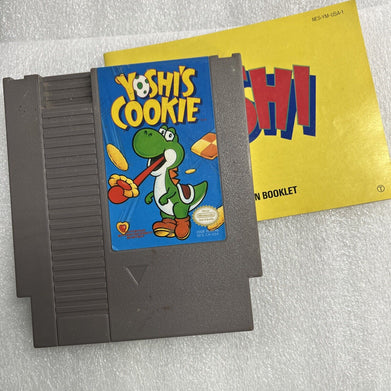 YOSHI'S
COOKIE
NES-YM-USA-1
SHI
N BOOKLET